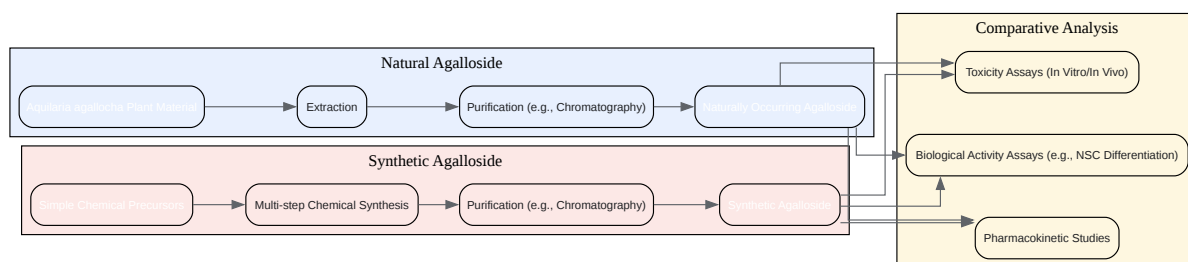 Comparative Analysis
Natural Agalloside
Toxicity Assays (In Vitro/In Vivo)
Aquilaria agallocha Plant Material
Extraction
Purification (e.g., Chromatography)
Naturally Occurring Agalloside
Biological Activity Assays (e.g., NSC Differentiation)
Synthetic Agalloside
Simple Chemical Precursors
Multi-step Chemical Synthesis
Purification (e.g., Chromatography)
Synthetic Agalloside
Pharmacokinetic Studies